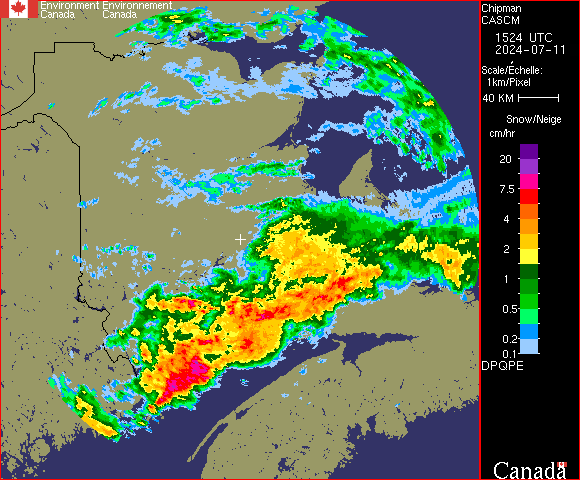 Environment Environnement
Canada Canada
Chipman
CASCM
1524 UTC
2024-07-11
Scale/Echelle:
1km/Pixel
40 KM
Snow/Neige
cm/hr
20
7.5
4
2
1
0.5
0.2
0.1
DPQPE
Canada